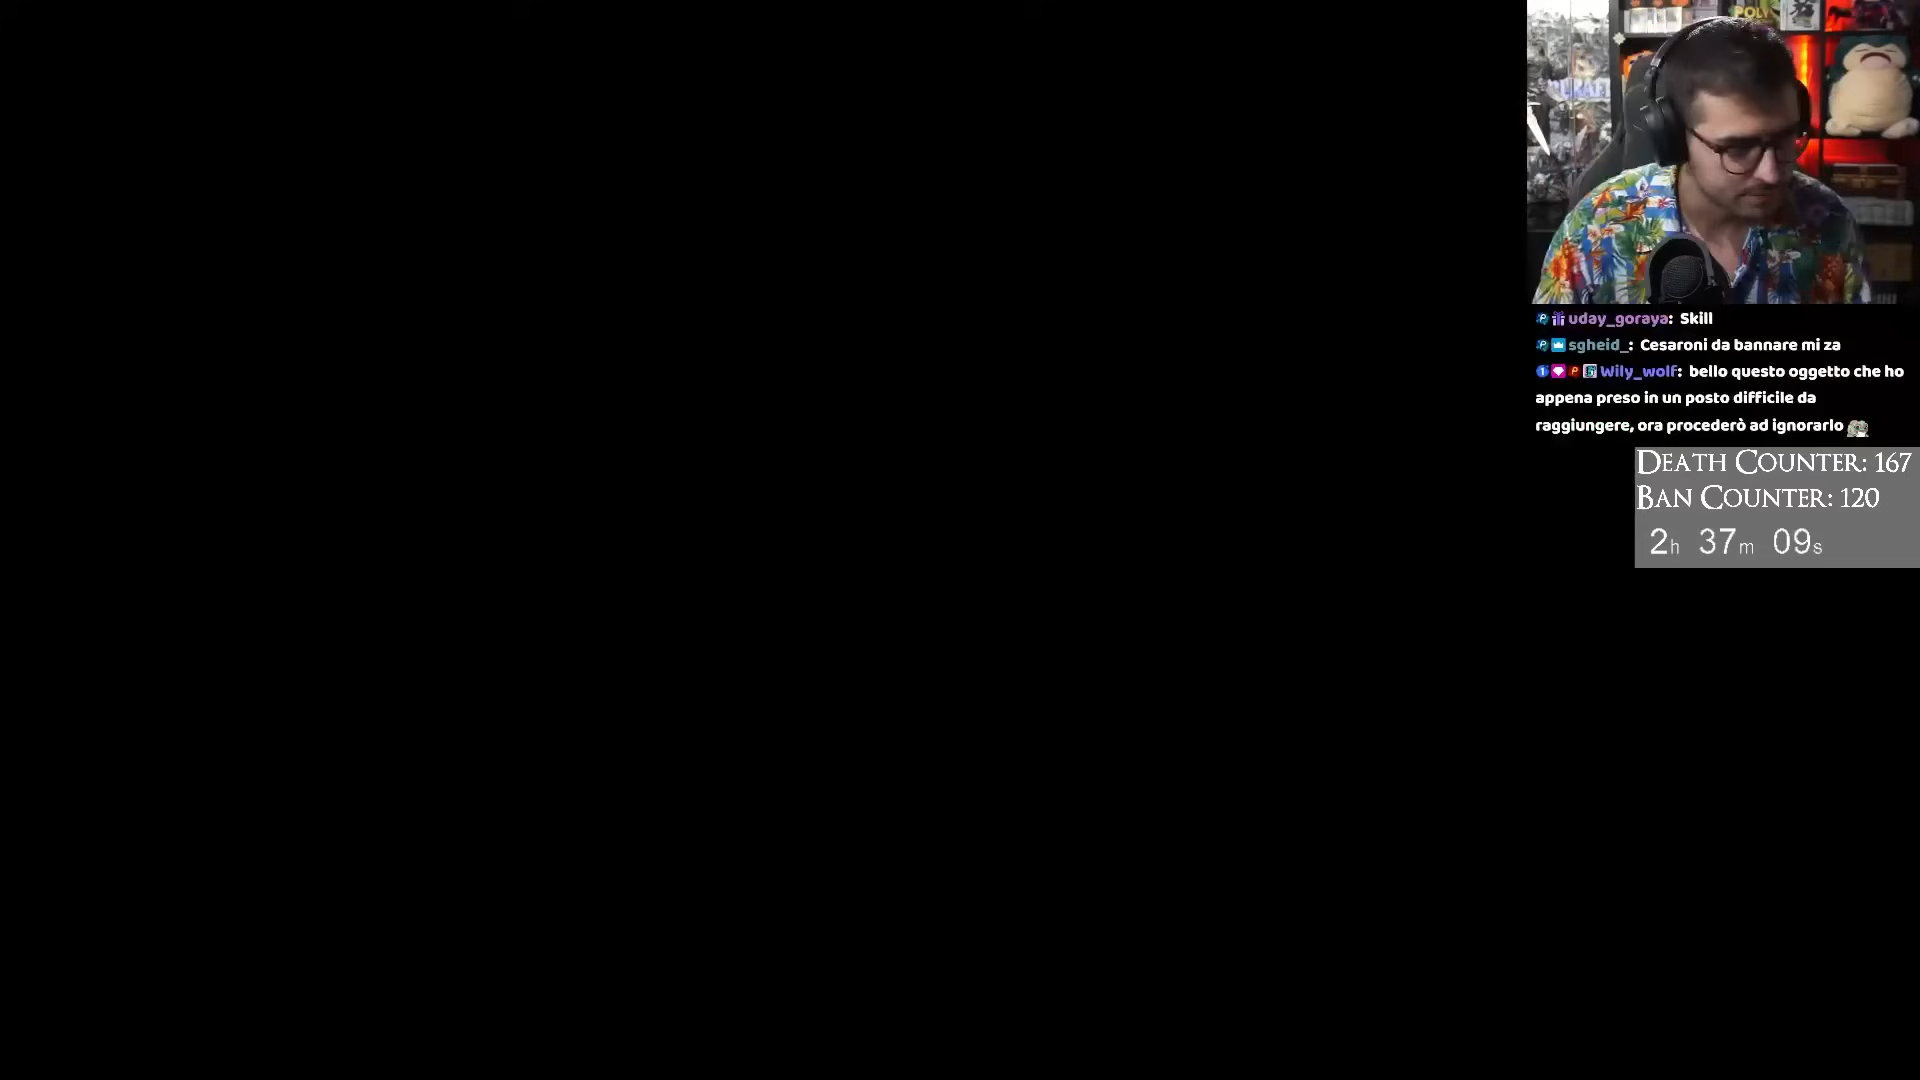 POLY
uday_goraya: Skill
sgheid_: Cesaroni da bannare mi za
Wily_wolf: bello questo oggetto che ho
appena preso in un posto difficile da
raggiungere, ora procederò ad ignorarlo
DEATH COUNTER: 167
BAN COUNTER: 120
2h 37m 09s